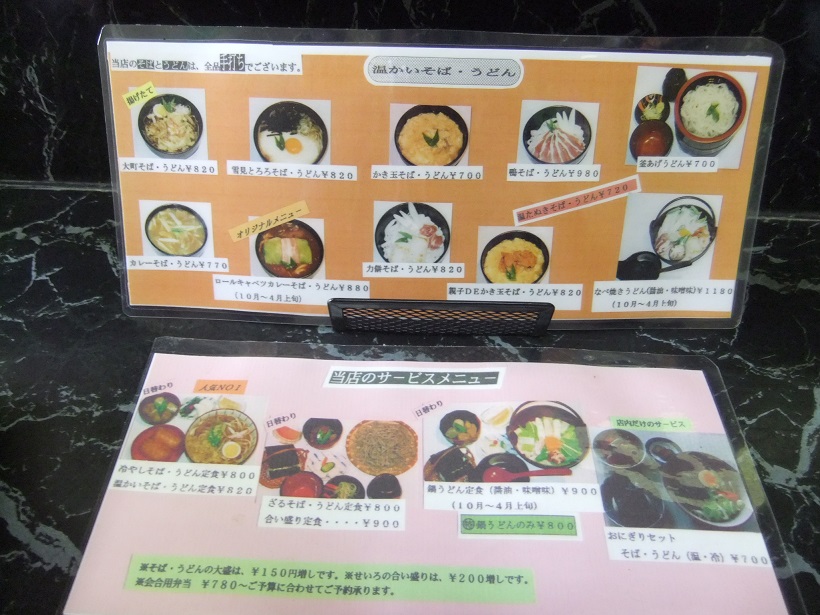 当店のそばとうどんは、全品手打ちでございます。
温かいそば・うどん
揚げたて
大町そば・うどん¥820
雪見とろろそば・うどん¥820
かき玉そば・うどん¥700
鴨そば・うどん¥980
釜あげうどん¥700
温たぬきそば・うどん¥720
カレーそば・うどん¥770
オリジナルメニュー
ロールキャベツカレーそば・うどん¥880
(10月～4月上旬)
力餅そば・うどん¥820
親子DEかき玉そば・うどん¥820
なべ焼きうどん(醤油・味噌味)¥1180
(10月～4月上旬)
当店のサービスメニュー
日替わり
人気NO1
冷やしそば・うどん定食¥800
温かいそば・うどん定食¥820
日替わり
ざるそば・うどん定食¥800
合い盛り定食・・・・¥900
日替わり
鍋うどん定食(醤油・味噌味)¥900
(10月～4月上旬)
鍋うどんのみ¥800
店内だけのサービス
おにぎりセット
そば・うどん(温・冷)¥700
※そば・うどんの大盛は、¥150円増しです。※せいろの合い盛りは、¥200増しです。
※会合用弁当 ¥780～ご予算に合わせてご予約承ります。